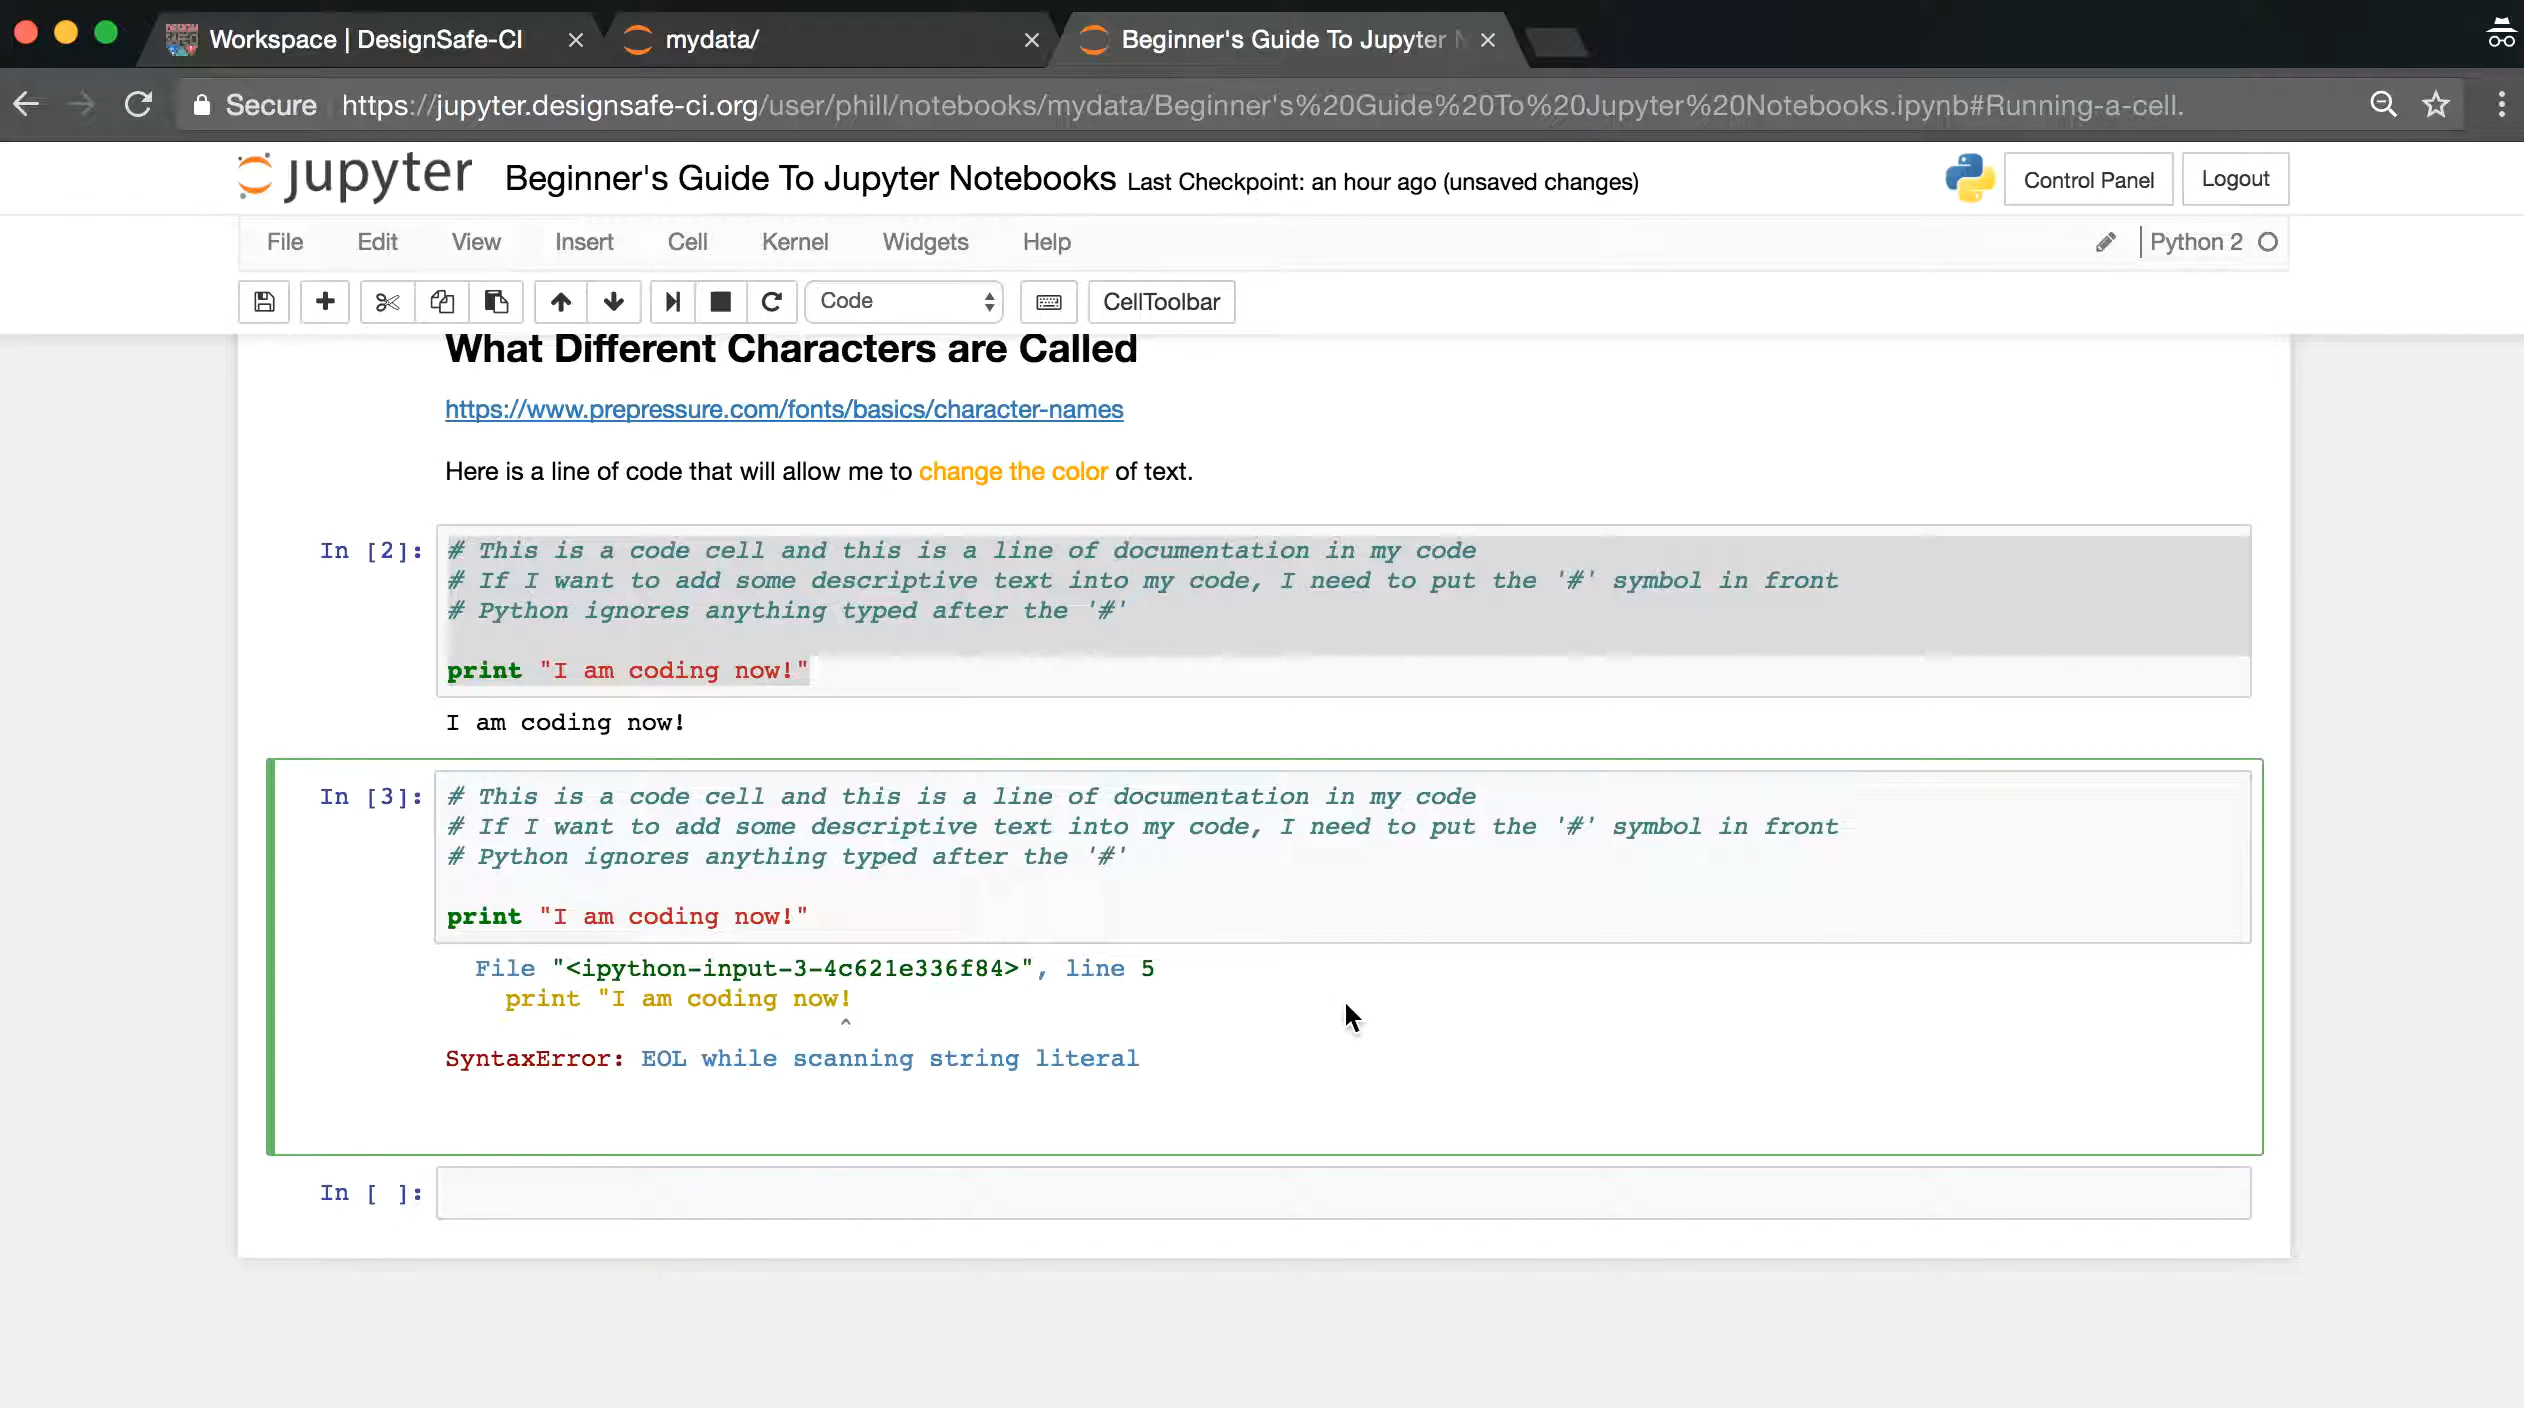 Workspace | DesignSafe-CI
mydata/
Beginner's Guide To Jupyter N
Secure https://jupyter.designsafe-ci.org/user/phill/notebooks/mydata/Beginner's%20Guide%20To%20Jupyter%20Notebooks.ipynb#Running-a-cell.
jupyter Beginner's Guide To Jupyter Notebooks Last Checkpoint: an hour ago (unsaved changes) Control Panel Logout
File Edit View Insert Cell Kernel Widgets Help Python 2
Code CellToolbar
What Different Characters are Called
https://www.prepressure.com/fonts/basics/character-names
Here is a line of code that will allow me to change the color of text.
In [2]: # This is a code cell and this is a line of documentation in my code
# If I want to add some descriptive text into my code, I need to put the '#' symbol in front
# Python ignores anything typed after the '#'
print "I am coding now!"
I am coding now!
In [3]: # This is a code cell and this is a line of documentation in my code
# If I want to add some descriptive text into my code, I need to put the '#' symbol in front
# Python ignores anything typed after the '#'
print "I am coding now!"
File "<ipython-input-3-4c621e336f84>", line 5
print "I am coding now!
^
SyntaxError: EOL while scanning string literal
In [ ]: